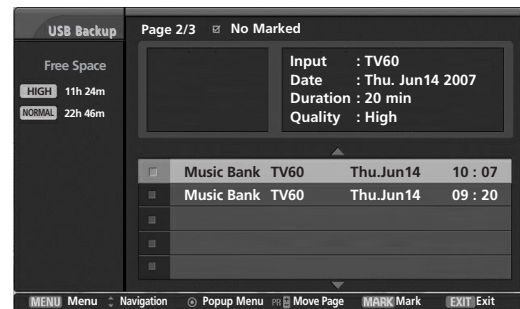 USB Backup
Page 2/3 No Marked
Free Space
HIGH 11h 24m
NORMAL 22h 46m
Input : TV60
Date : Thu. Jun14 2007
Duration : 20 min
Quality : High
Music Bank TV60 Thu.Jun14 10 : 07
Music Bank TV60 Thu.Jun14 09 : 20
MENU Menu Navigation Popup Menu PR Move Page MARK Mark EXIT Exit